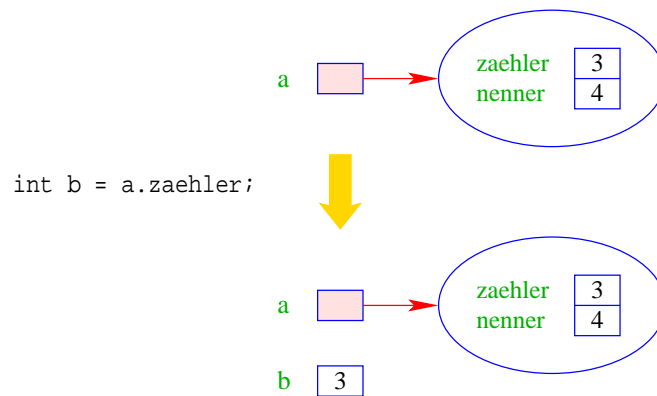 zaehler 3
a
nenner 4
int b = a.zaehler;
zaehler 3
a
nenner 4
b 3